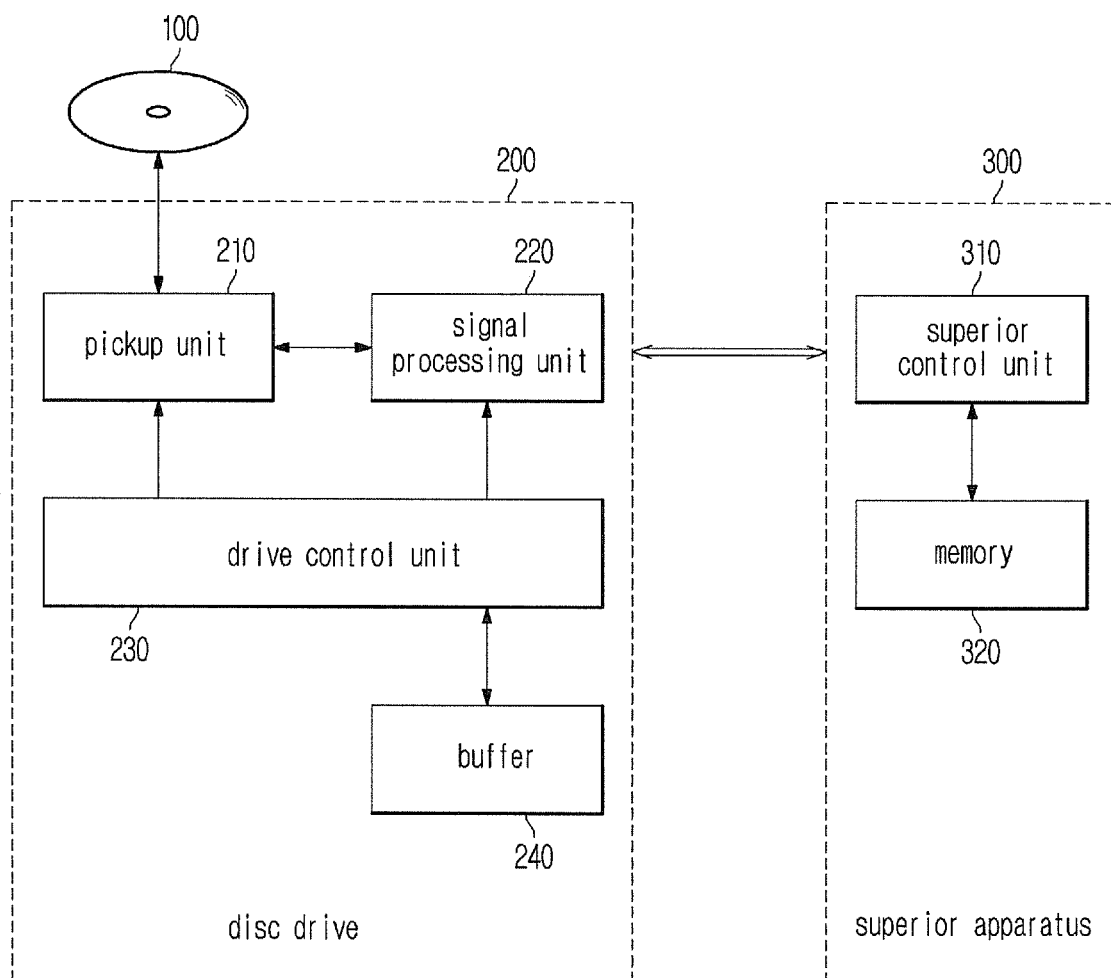 100
200
300
210
220
310
pickup unit
signal
processing unit
superior
control unit
drive control unit
memory
230
320
buffer
240
disc drive
superior apparatus